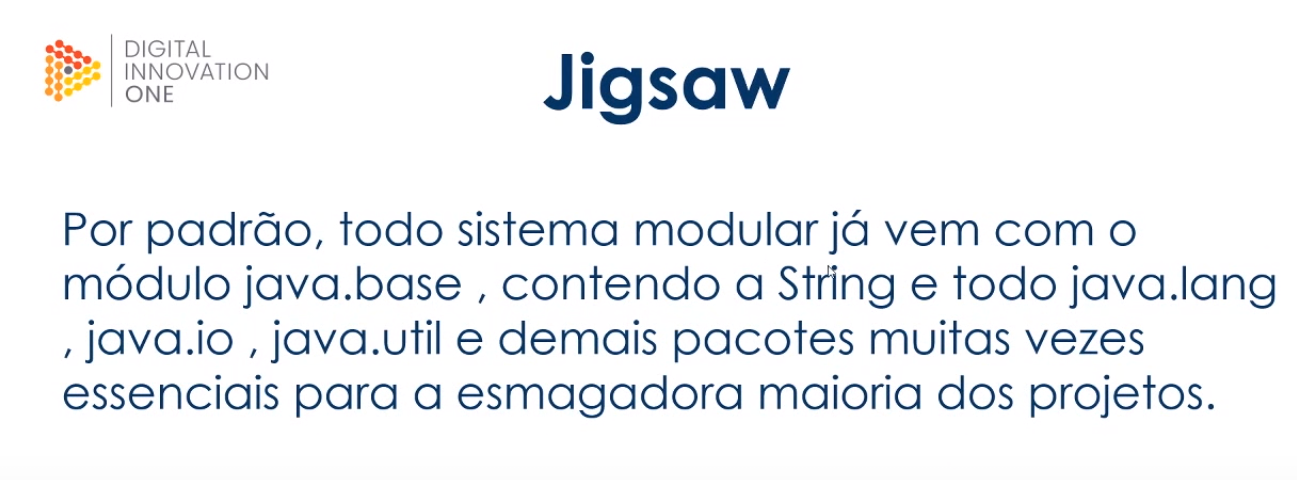 DIGITAL
INNOVATION
ONE
Jigsaw
Por padrão, todo sistema modular já vem com o
módulo java.base , contendo a String e todo java.lang
, java.io , java.util e demais pacotes muitas vezes
essenciais para a esmagadora maioria dos projetos.